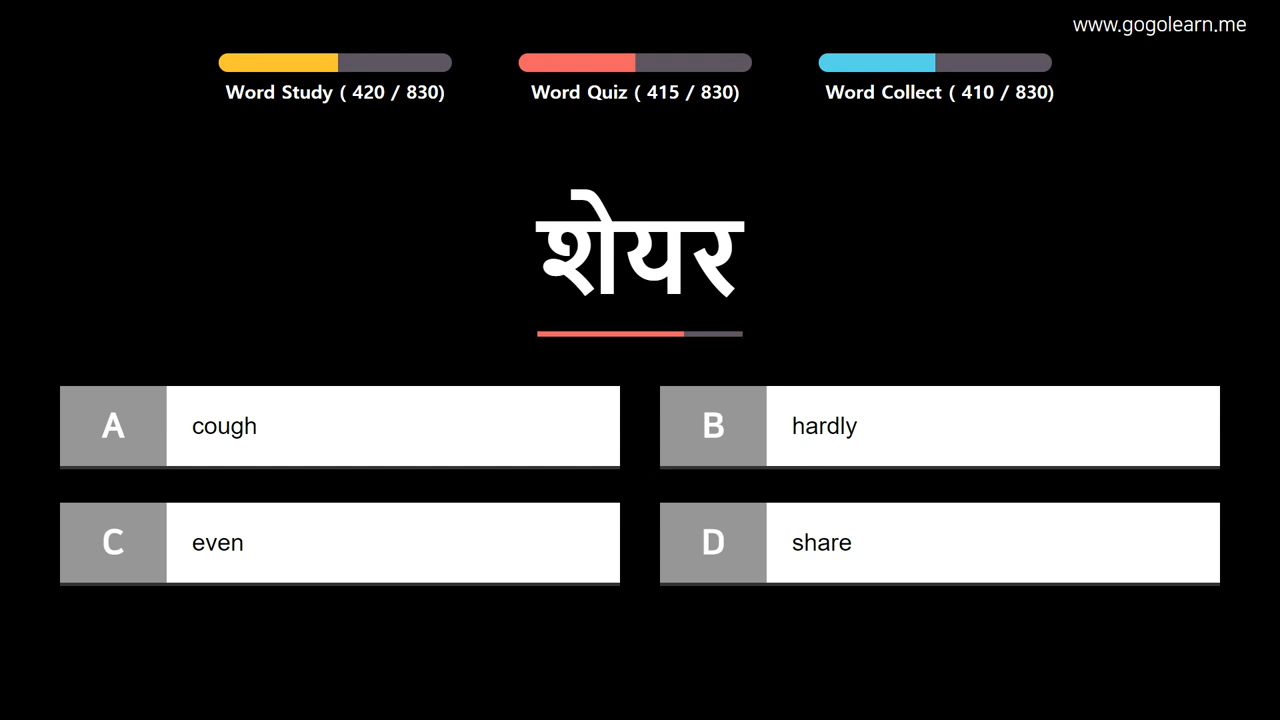 www.gogolearn.me
Word Study ( 420 / 830)
Word Quiz ( 415 / 830)
Word Collect ( 410 / 830)
शेयर
A cough
B hardly
C even
D share